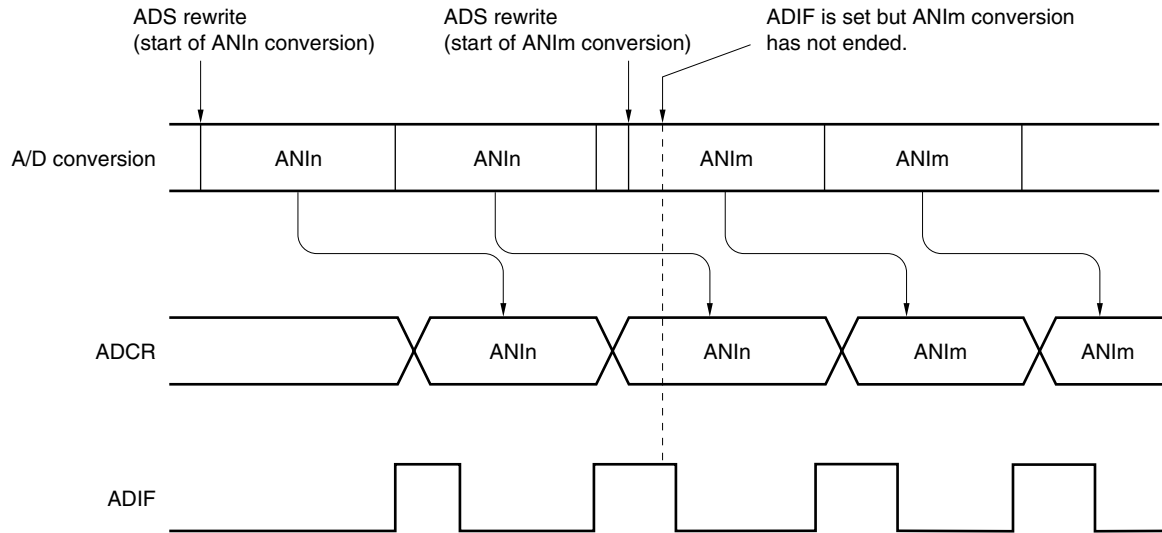 ADS rewrite
(start of ANIn conversion)
ADS rewrite
(start of ANIm conversion)
ADIF is set but ANIm conversion
has not ended.
A/D conversion
ANIn
ANIn
ANIm
ANIm
ADCR
ANIn
ANIn
ANIm
ANIm
ADIF